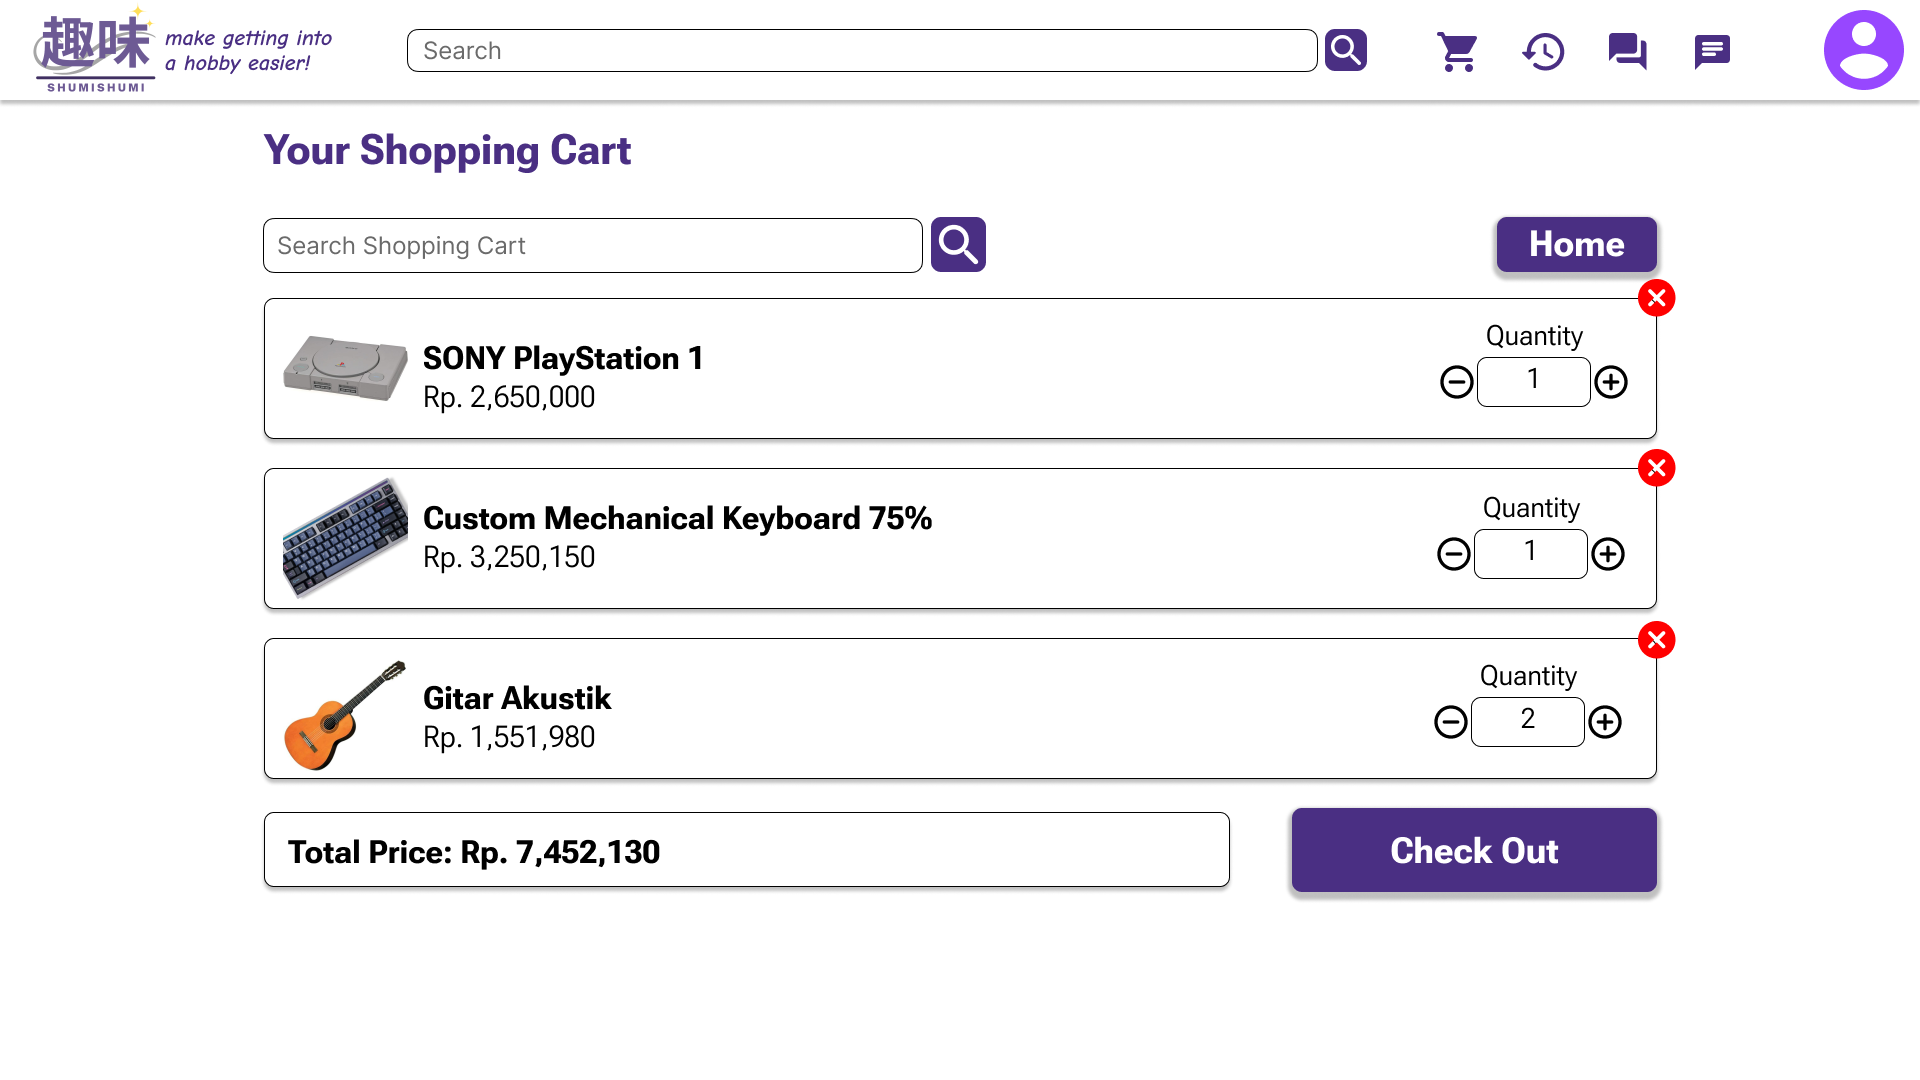 趣味
SHUMISHUMI
make getting into
a hobby easier!
Search
Your Shopping Cart
Search Shopping Cart
Home
SONY PlayStation 1
Rp. 2,650,000
Quantity
1
Custom Mechanical Keyboard 75%
Rp. 3,250,150
Quantity
1
Gitar Akustik
Rp. 1,551,980
Quantity
2
Total Price: Rp. 7,452,130
Check Out